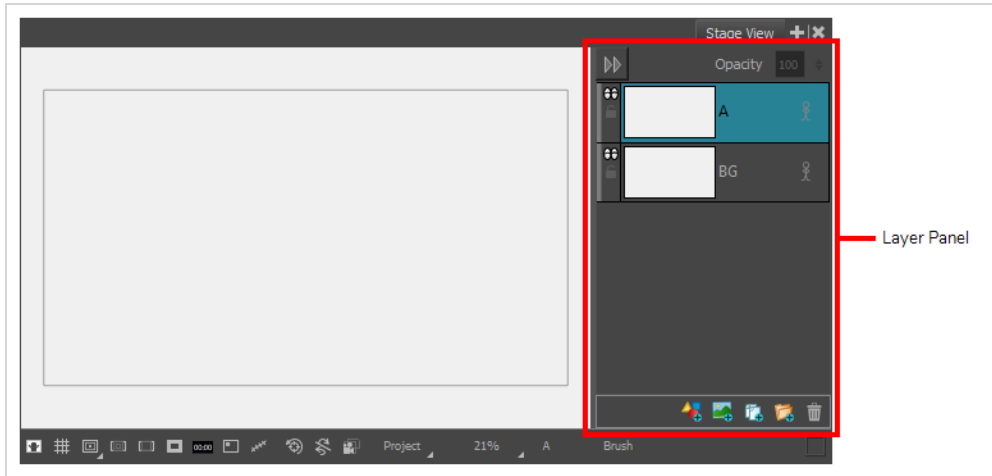 Stage View
Opacity 100
A
BG
Layer Panel
00:00 Project 21% A Brush